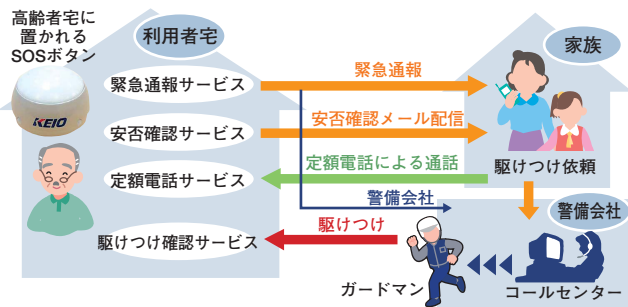 高齢者宅に
置かれる
SOSボタン
KEIO
利用者宅
緊急通報サービス
安否確認サービス
定額電話サービス
駆けつけ確認サービス
緊急通報
安否確認メール配信
定額電話による通話
警備会社
駆けつけ
家族
駆けつけ依頼
警備会社
ガードマン
コールセンター